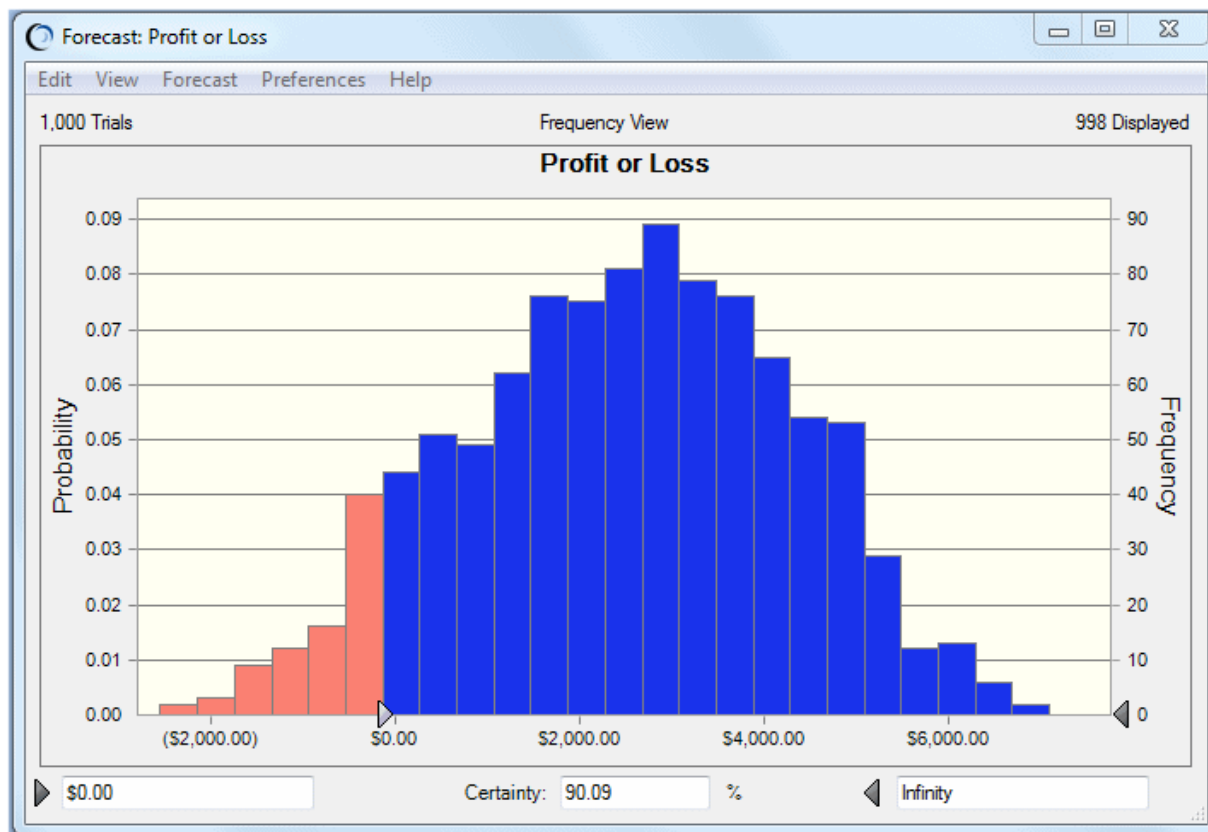 Forecast: Profit or Loss
Edit View Forecast Preferences Help
1,000 Trials Frequency View 998 Displayed
Profit or Loss
0.09 90
0.08 80
0.07 70
0.06 60
0.05 50
0.04 40
0.03 30
0.02 20
0.01 10
0.00 0
Probability
Frequency
($2,000.00) $0.00 $2,000.00 $4,000.00 $6,000.00
$0.00 Certainty: 90.09 % Infinity